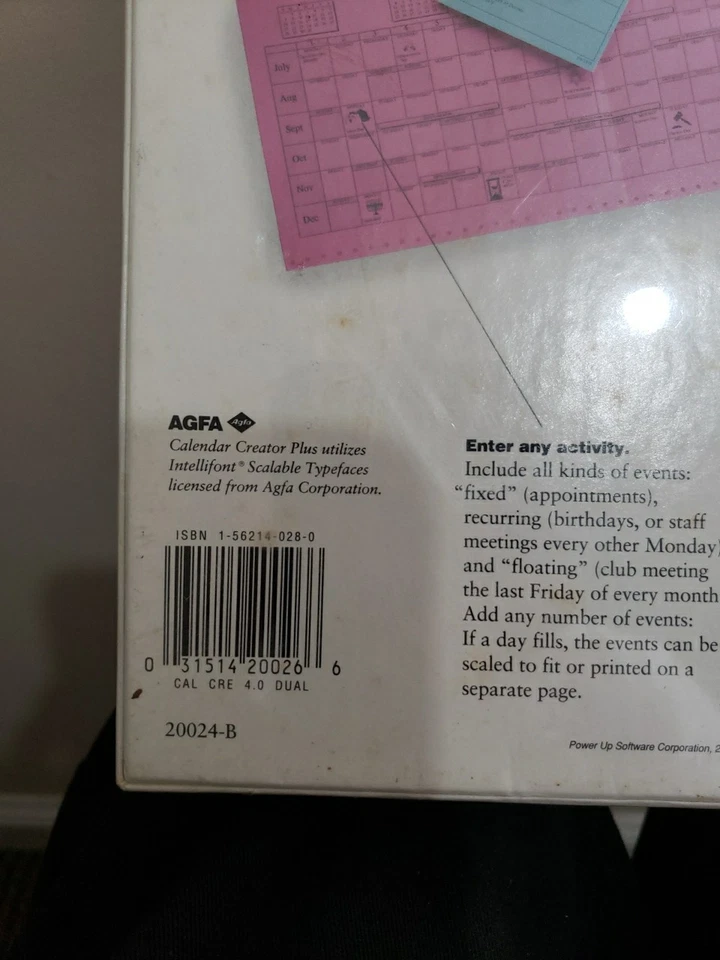 July
Aug
Sept
Oct
Nov
Dec
AGFA Agfa
Calendar Creator Plus utilizes
Intellifont® Scalable Typefaces
licensed from Agfa Corporation.
ISBN 1-56214-028-0
0 31514 20026 6
CAL CRE 4.0 DUAL
20024-B
Enter any activity.
Include all kinds of events:
“fixed” (appointments),
recurring (birthdays, or staff
meetings every other Monday)
and “floating” (club meeting
the last Friday of every month
Add any number of events:
If a day fills, the events can be
scaled to fit or printed on a
separate page.
Power Up Software Corporation, 2